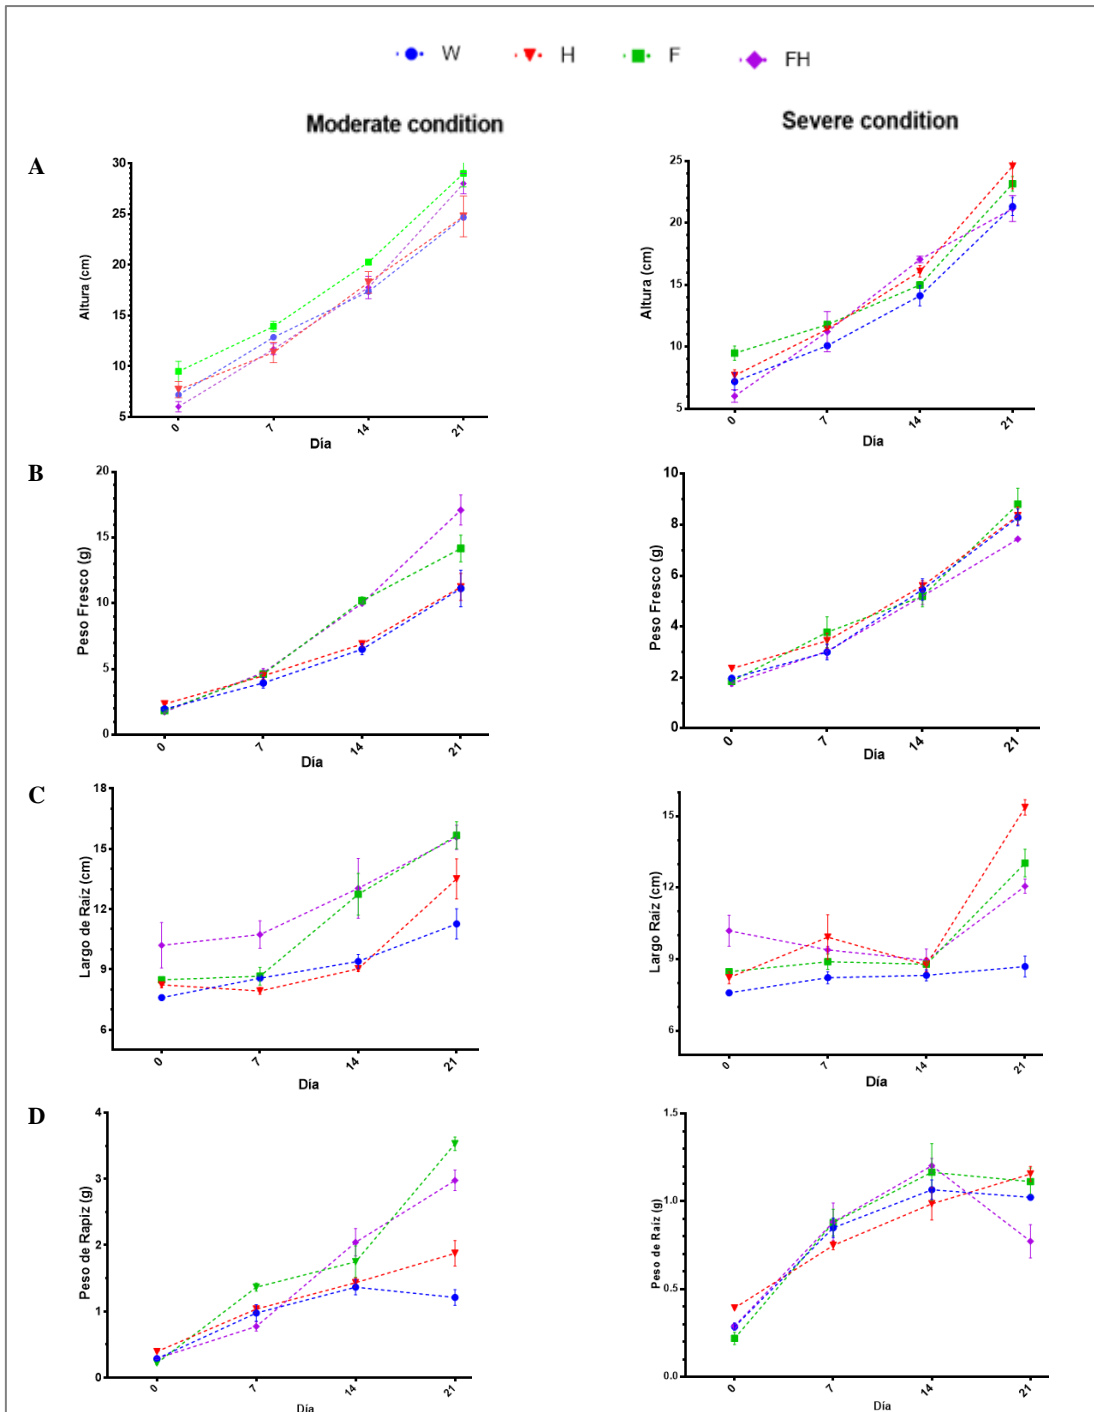 W H F FH
Moderate condition Severe condition
A
30
25
20
15
10
5
Altura (cm)
0 7 14 21
Día
25
20
15
10
5
Altura (cm)
0 7 14 21
Día
B
20
15
10
5
0
Peso Fresco (g)
0 7 14 21
Día
10
8
6
4
2
0
Peso Fresco (g)
0 7 14 21
Día
C
18
15
12
9
6
Largo de Raíz (cm)
0 7 14 21
Día
15
12
9
6
Largo Raíz (cm)
0 7 14 21
Día
D
4
3
2
1
0
Peso de Rapiz (g)
0 7 14 21
Día
1.5
1.0
0.5
0.0
Peso de Raíz (g)
0 7 14 21
Día